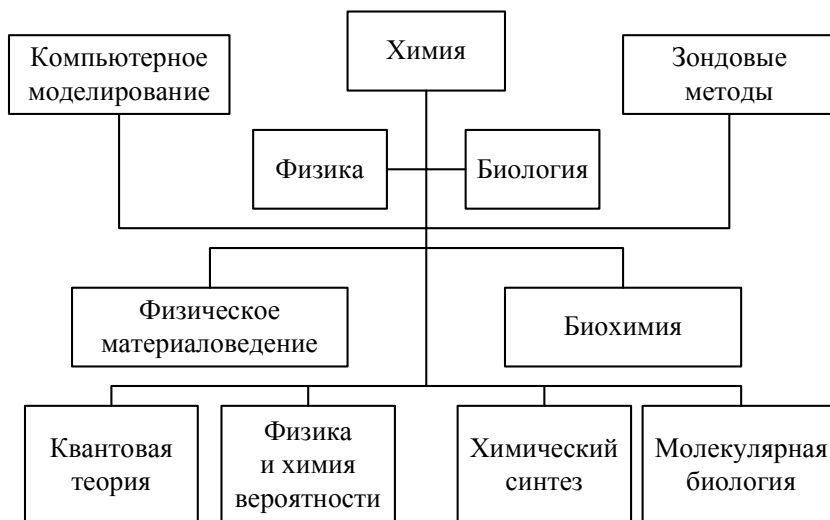 Компьютерное
моделирование
Химия
Зондовые
методы
Физика
Биология
Физическое
материаловедение
Биохимия
Квантовая
теория
Физика
и химия
вероятности
Химический
синтез
Молекулярная
биология